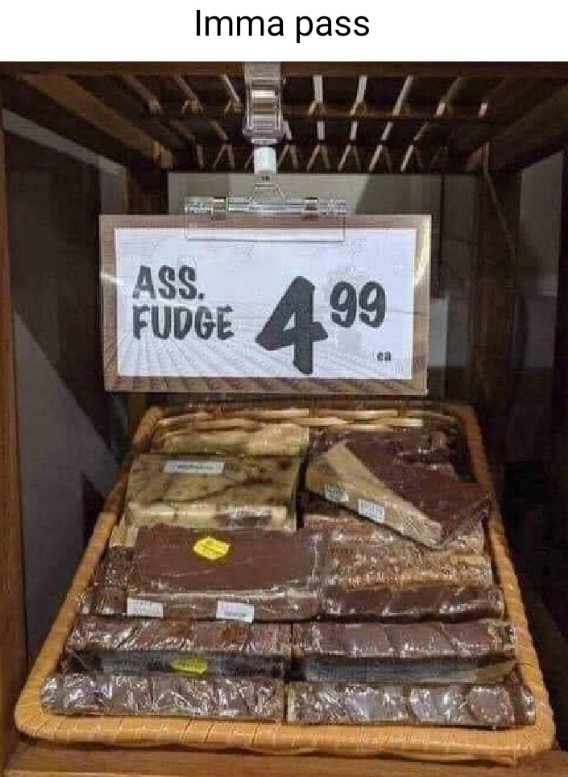 Imma pass
ASS.
FUDGE
4 99
ea